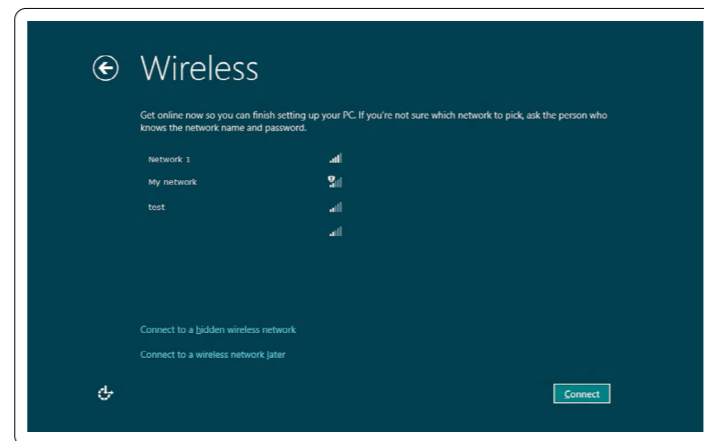 Wireless
Get online now so you can finish setting up your PC. If you're not sure which network to pick, ask the person who
knows the network name and password.
Network 1
My network
test
Connect to a hidden wireless network
Connect to a wireless network later
Connect